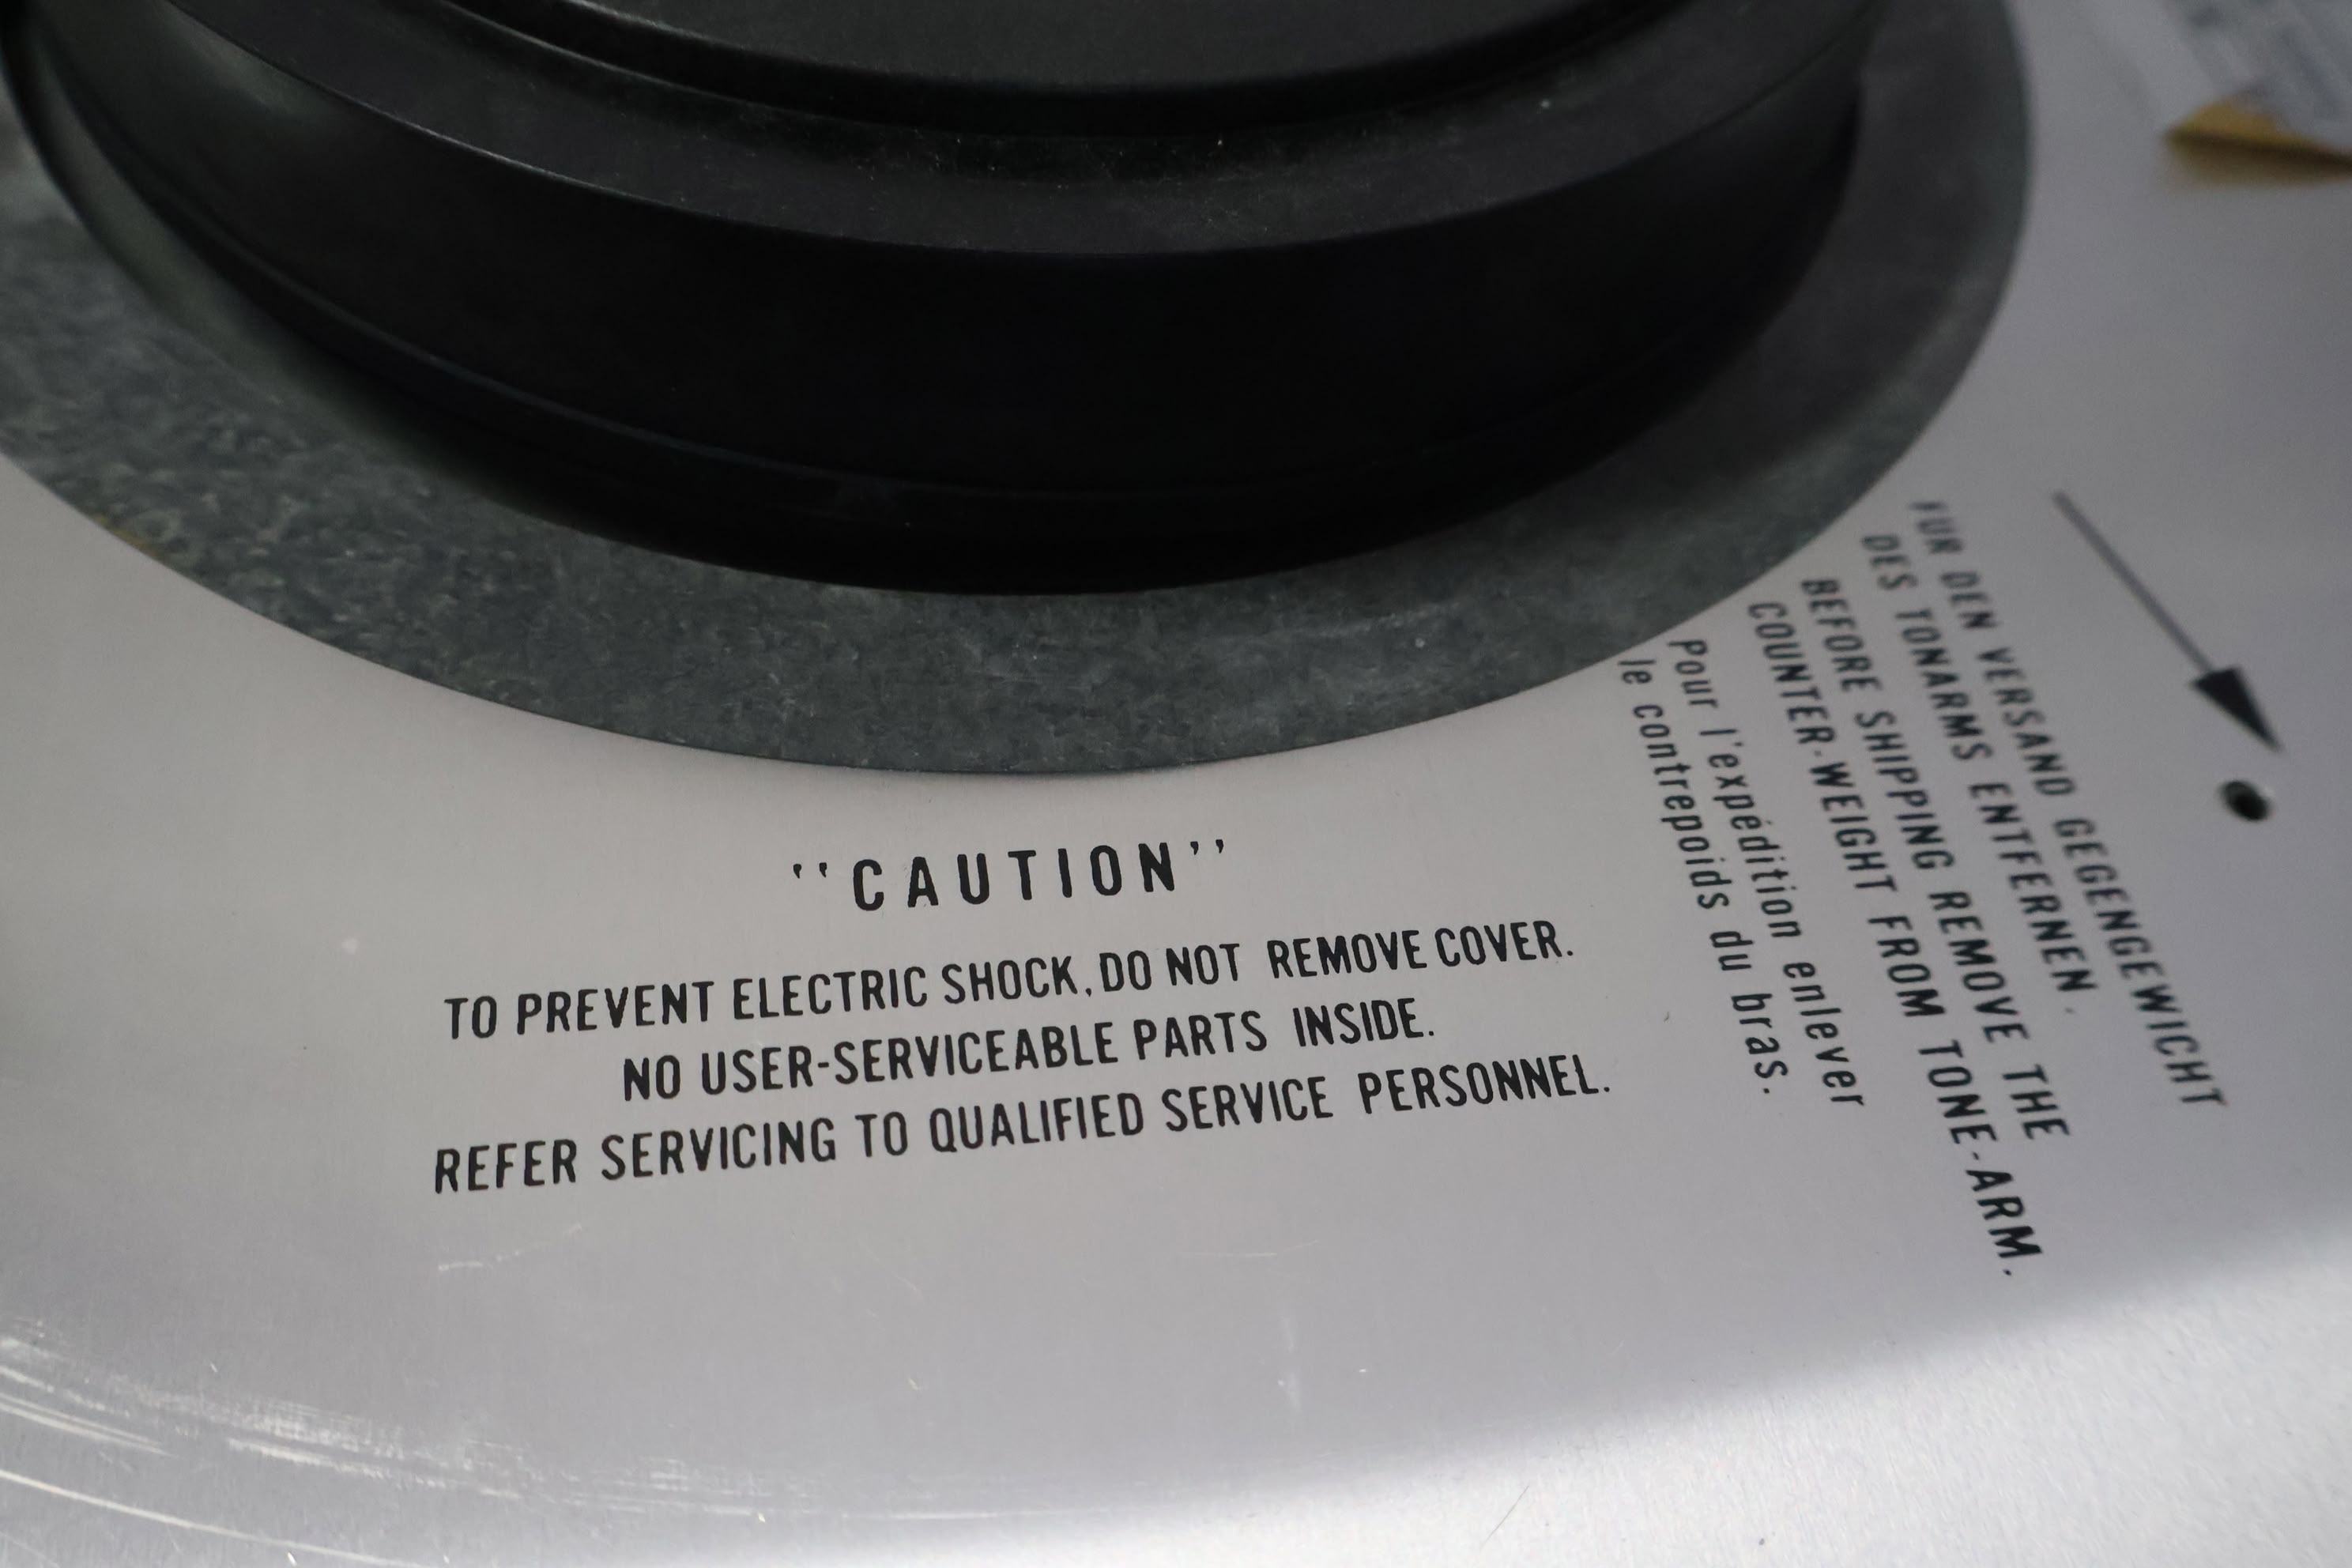 "CAUTION"
TO PREVENT ELECTRIC SHOCK, DO NOT REMOVE COVER.
NO USER-SERVICEABLE PARTS INSIDE.
REFER SERVICING TO QUALIFIED SERVICE PERSONNEL.
FÜR DEN VERSAND GEGENGEWICHT
DES TONARMS ENTFERNEN.
BEFORE SHIPPING REMOVE THE
COUNTER-WEIGHT FROM TONE-ARM.
Pour l'expédition enlever
le contrepoids du bras.